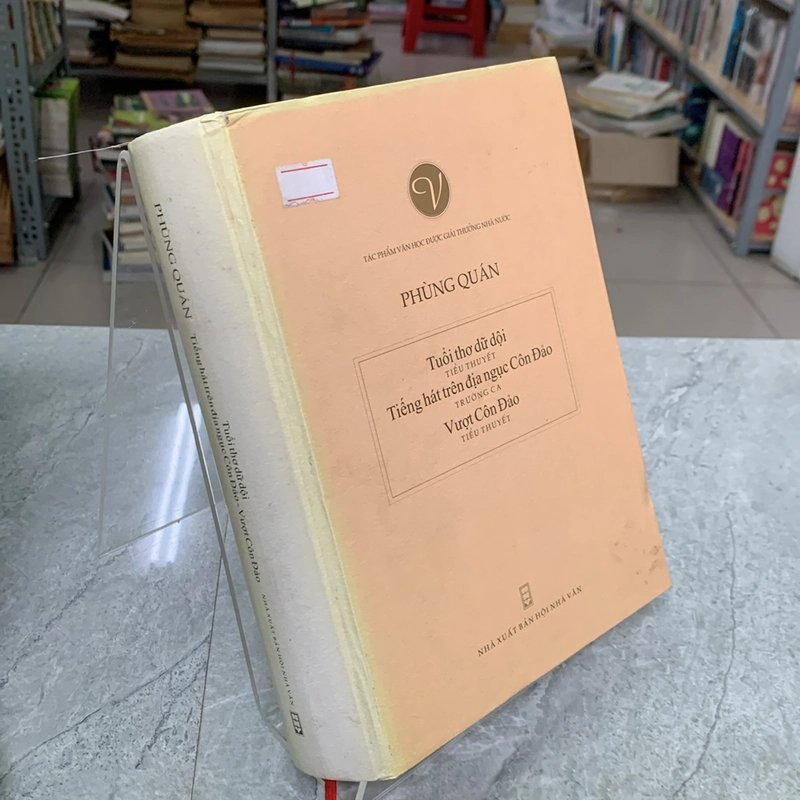 V
TÁC PHẨM VĂN HỌC ĐƯỢC GIẢI THƯỞNG NHÀ NƯỚC
PHÙNG QUÁN
Tuổi thơ dữ dội
TIỂU THUYẾT
Tiếng hát trên địa ngục Côn Đảo
TRƯỜNG CA
Vượt Côn Đảo
TIỂU THUYẾT
NHÀ XUẤT BẢN HỘI NHÀ VĂN
PHÙNG QUÁN
Tuổi thơ dữ dội
Tiếng hát trên địa ngục Côn Đảo - Vượt Côn Đảo
NHÀ XUẤT BẢN HỘI NHÀ VĂN